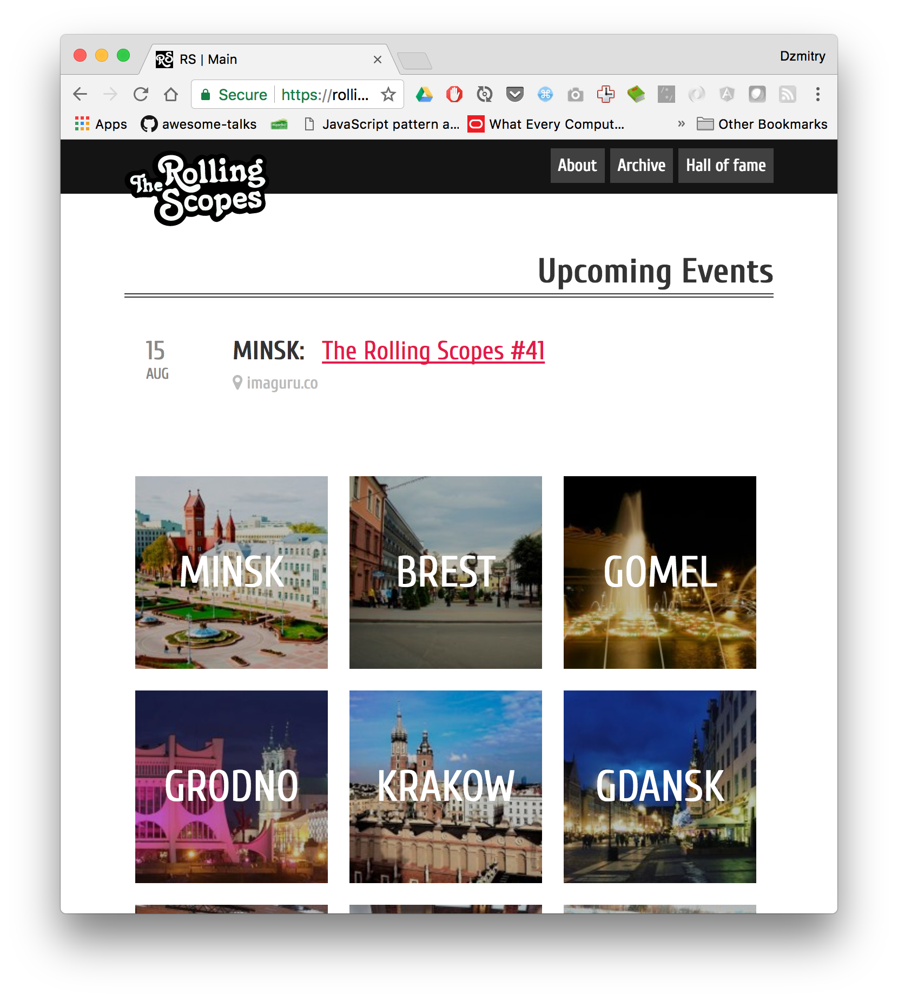 RS | Main
Dzmitry
Secure https://rolli...
Apps awesome-talks JavaScript pattern a... What Every Comput... » Other Bookmarks
The Rolling Scopes
About Archive Hall of fame
Upcoming Events
15 AUG
MINSK: The Rolling Scopes #41
imaguru.co
MINSK BREST GOMEL
GRODNO KRAKOW GDANSK